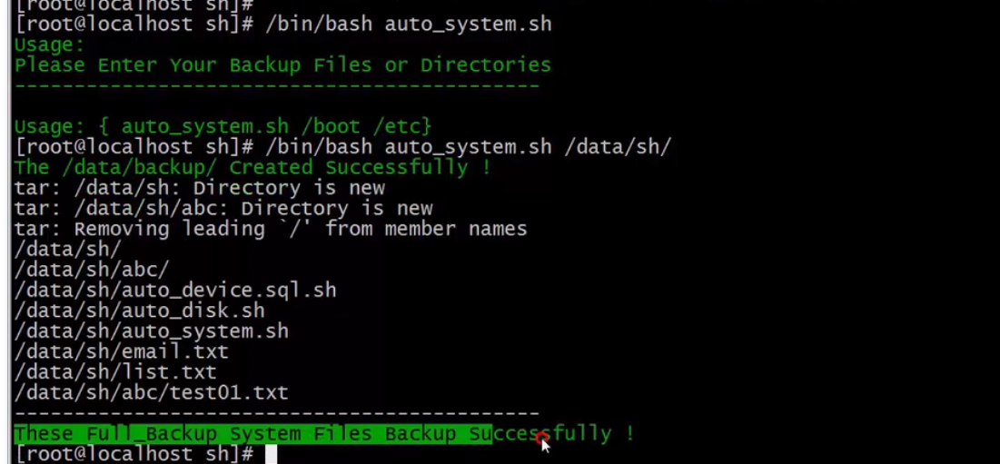 [root@localhost sh]#
[root@localhost sh]# /bin/bash auto_system.sh
Usage:
Please Enter Your Backup Files or Directories
--------------------------------------------
Usage: { auto_system.sh /boot /etc}
[root@localhost sh]# /bin/bash auto_system.sh /data/sh/
The /data/backup/ Created Successfully !
tar: /data/sh: Directory is new
tar: /data/sh/abc: Directory is new
tar: Removing leading `/' from member names
/data/sh/
/data/sh/abc/
/data/sh/auto_device.sql.sh
/data/sh/auto_disk.sh
/data/sh/auto_system.sh
/data/sh/email.txt
/data/sh/list.txt
/data/sh/abc/test01.txt
--------------------------------------------
These Full_Backup System Files Backup Successfully !
[root@localhost sh]#